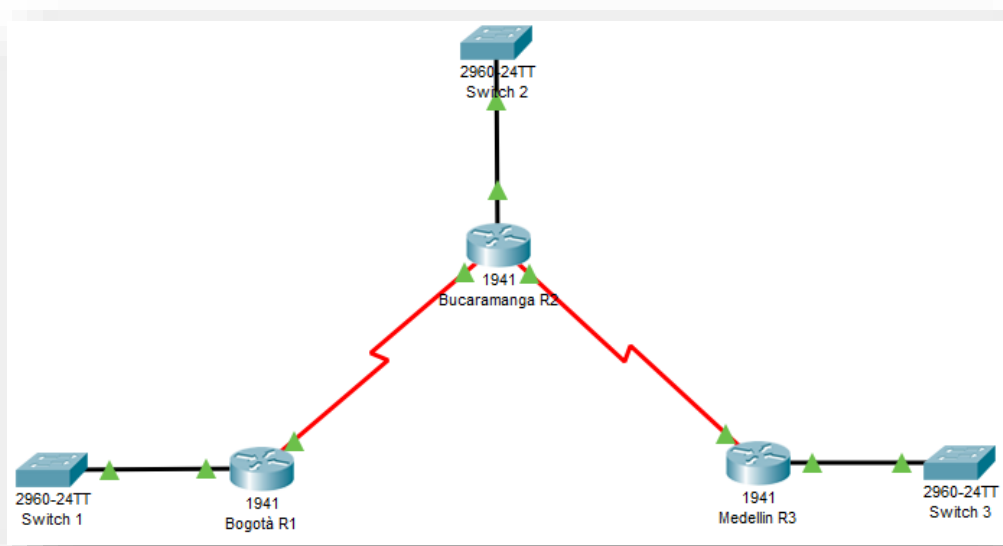 2960-24TT
Switch 2
1941
Bucaramanga R2
2960-24TT
Switch 1
1941
Bogotà R1
1941
Medellin R3
2960-24TT
Switch 3